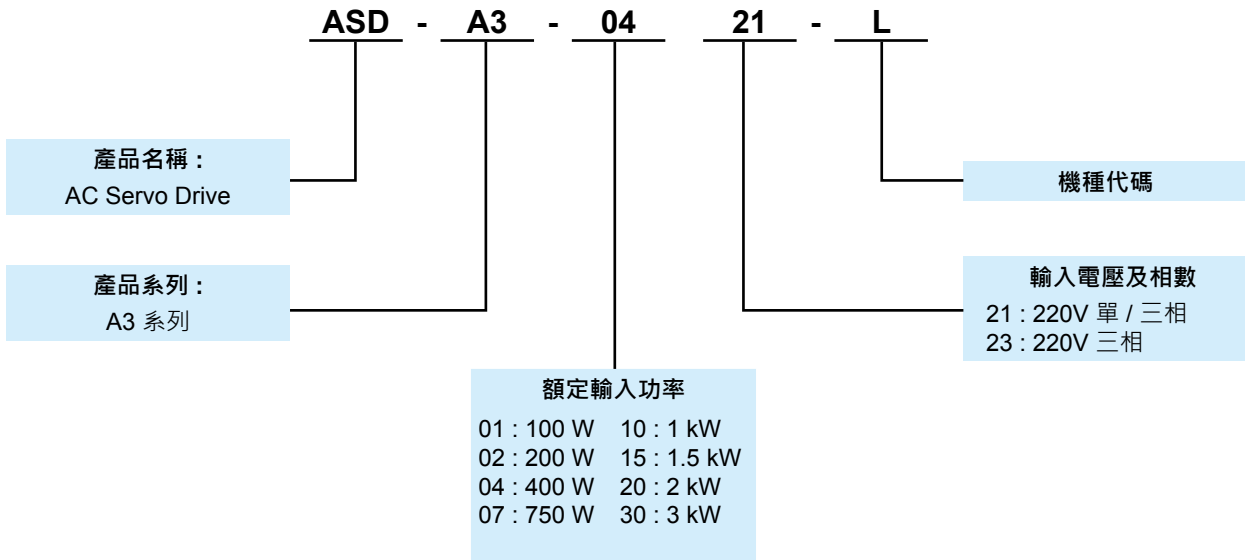 ASD - A3 - 04 21 - L
產品名稱：
AC Servo Drive
機種代碼
產品系列：
A3 系列
輸入電壓及相數
21 : 220V 單 / 三相
23 : 220V 三相
額定輸入功率
01 : 100 W 10 : 1 kW
02 : 200 W 15 : 1.5 kW
04 : 400 W 20 : 2 kW
07 : 750 W 30 : 3 kW